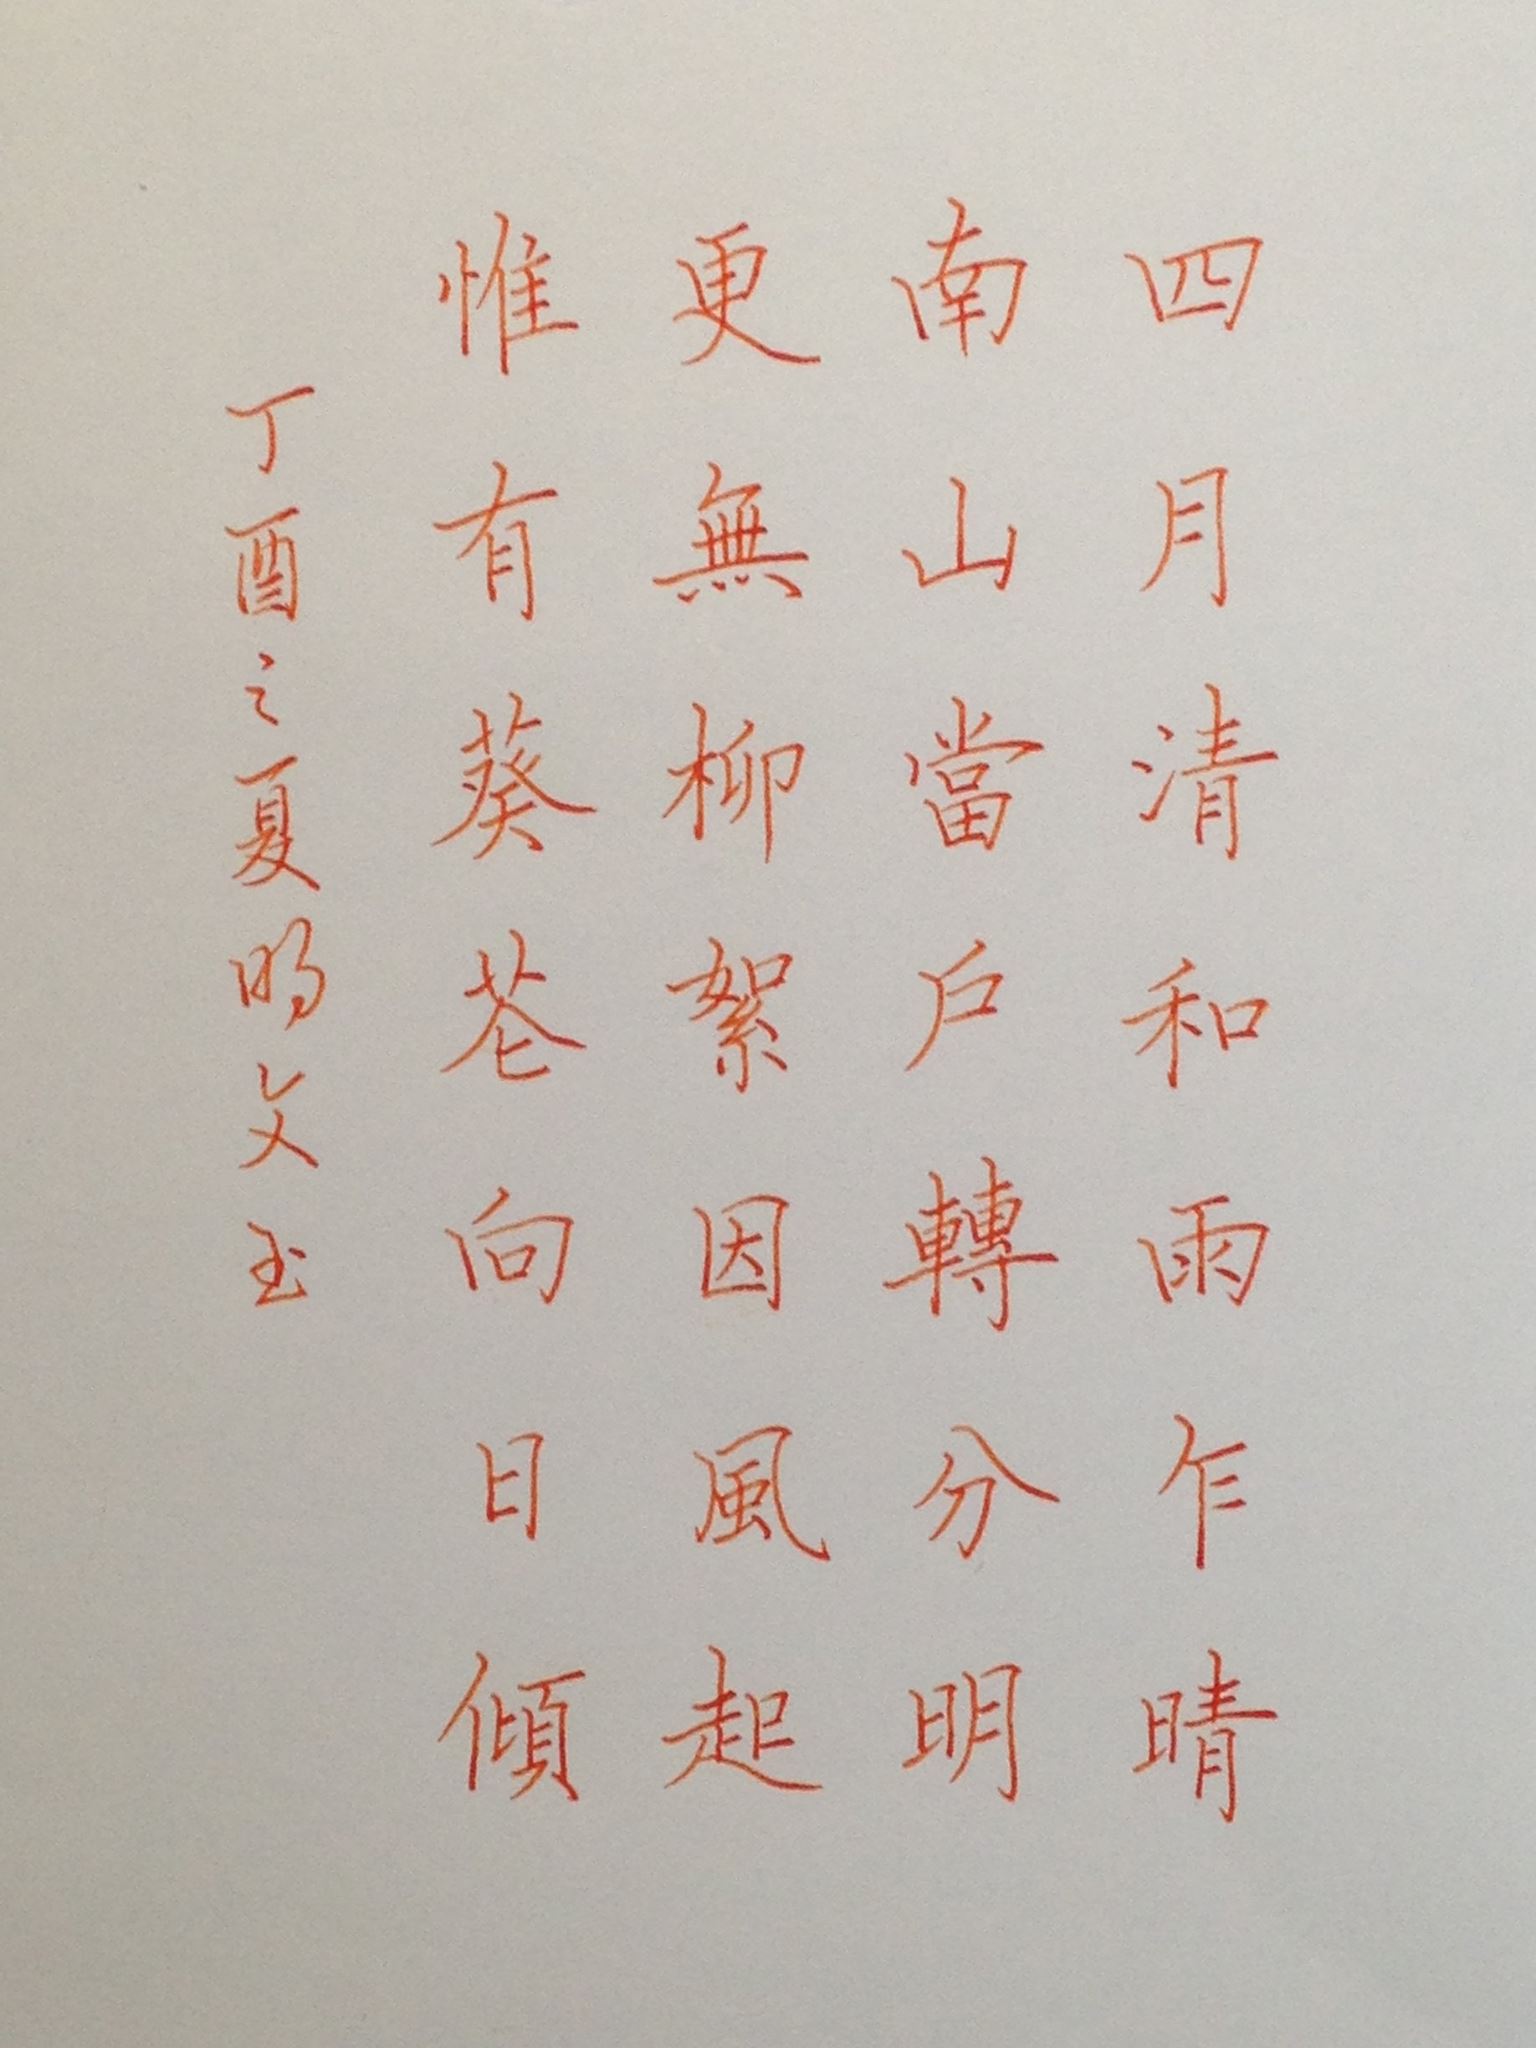 四月清和雨乍晴
南山當戶轉分明
更無柳絮因風起
惟有葵花向日傾
丁酉之夏明文玉